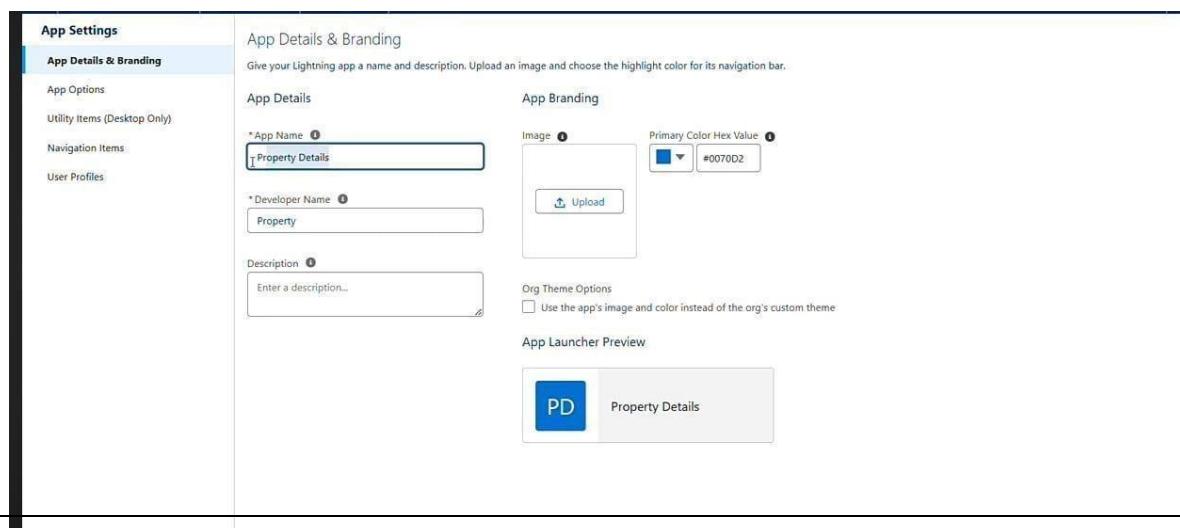 App Settings
App Details & Branding
App Options
Utility Items (Desktop Only)
Navigation Items
User Profiles
App Details & Branding
Give your Lightning app a name and description. Upload an image and choose the highlight color for its navigation bar.
App Details
*App Name
Property Details
*Developer Name
Property
Description
Enter a description...
App Branding
Image
Primary Color Hex Value
Upload
#0070D2
Org Theme Options
Use the app's image and color instead of the org's custom theme
App Launcher Preview
PD
Property Details